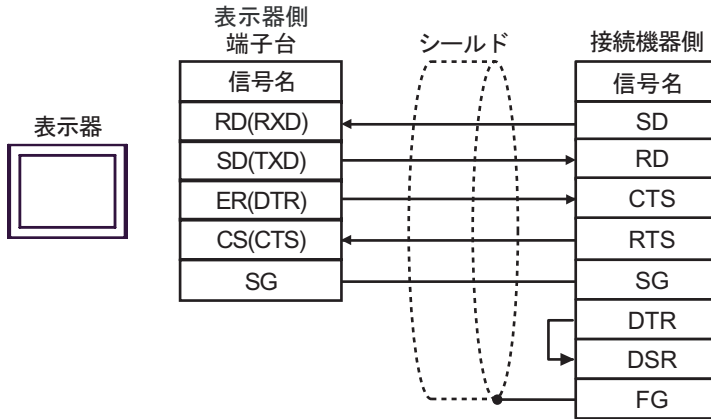 表示器側
端子台
シールド
接続機器側
表示器
信号名
RD(RXD)
SD(TXD)
ER(DTR)
CS(CTS)
SG
信号名
SD
RD
CTS
RTS
SG
DTR
DSR
FG